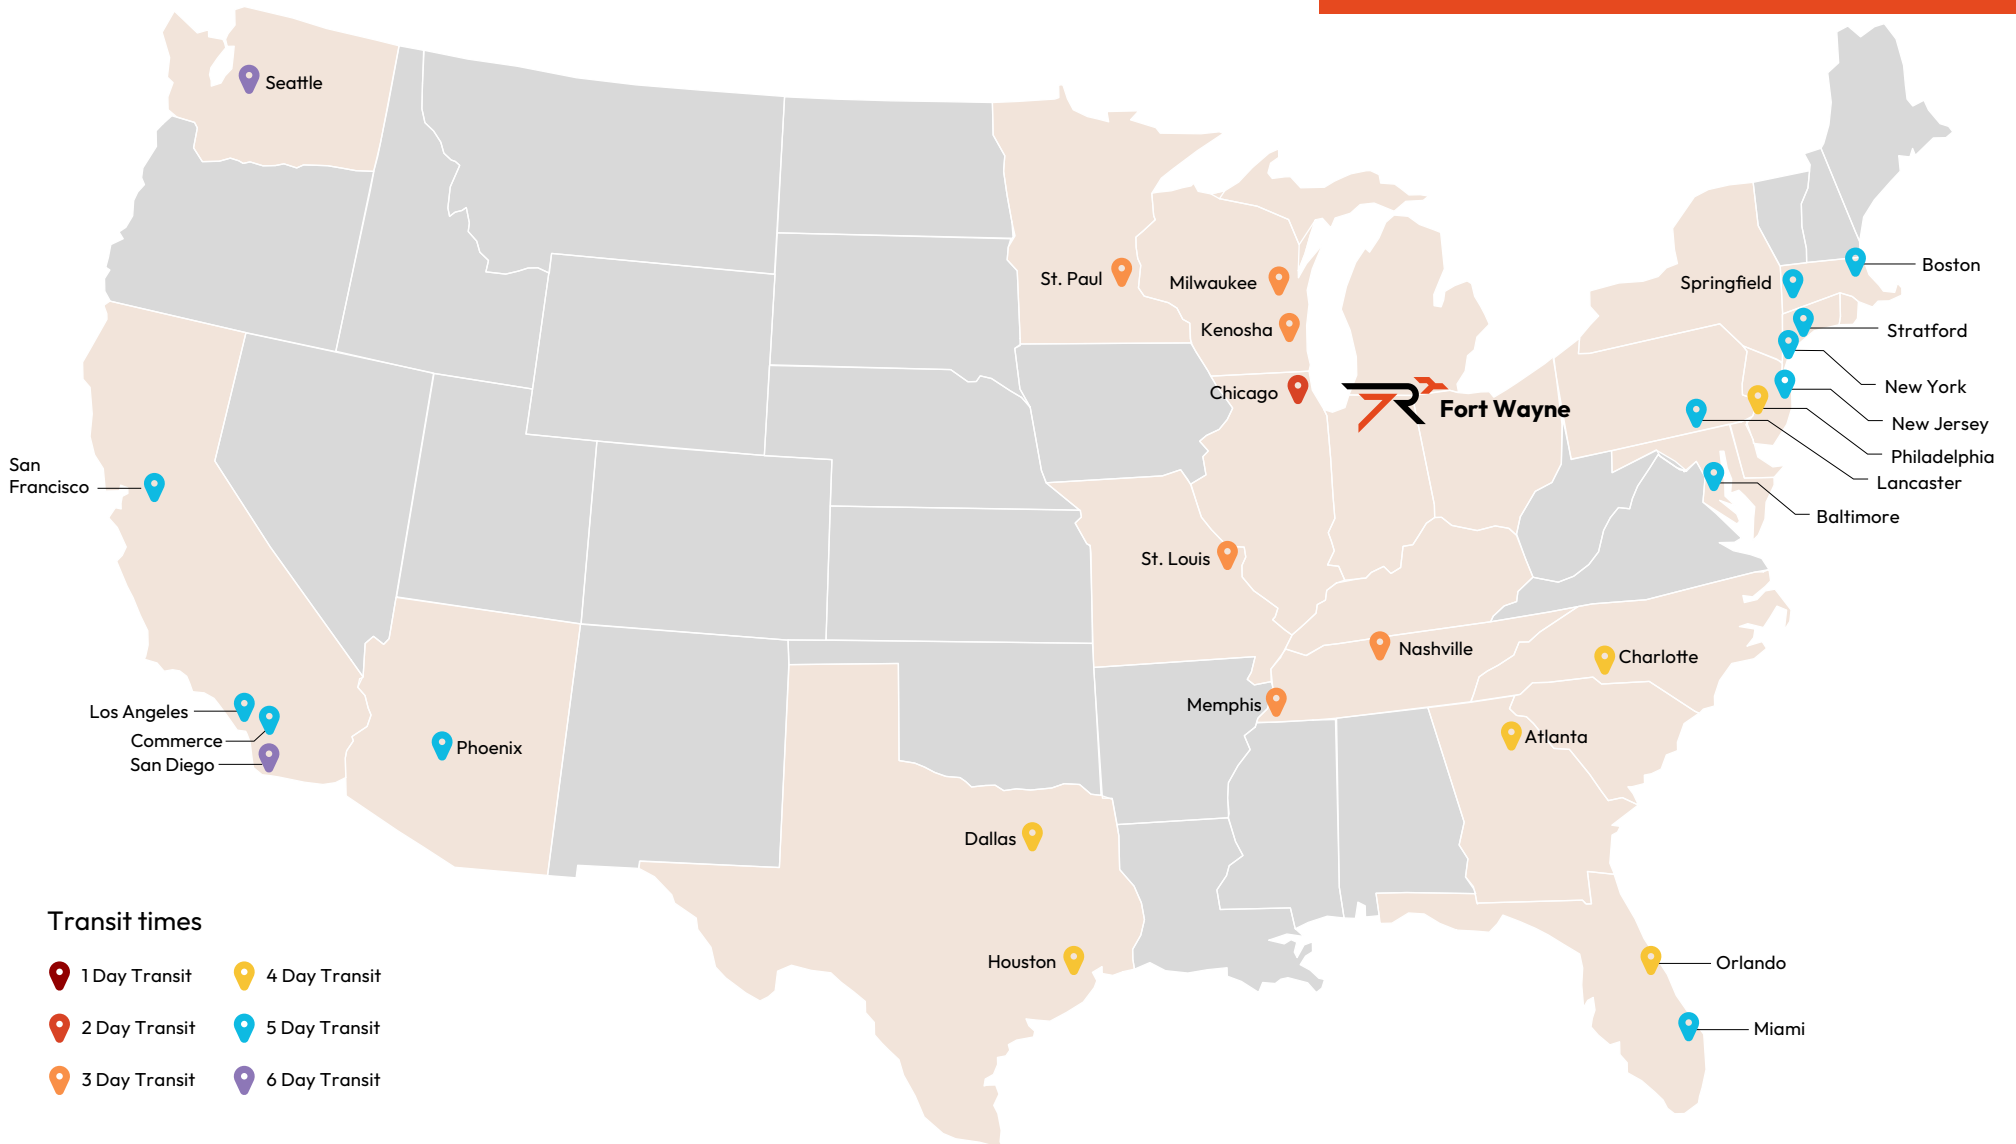 Seattle
Boston
St. Paul
Milwaukee
Springfield
Kenosha
Stratford
Chicago
New York
Fort Wayne
New Jersey
Philadelphia
San
Francisco
Lancaster
Baltimore
St. Louis
Nashville
Charlotte
Memphis
Los Angeles
Commerce
San Diego
Phoenix
Atlanta
Dallas
Houston
Orlando
Miami
Transit times
1 Day Transit
4 Day Transit
2 Day Transit
5 Day Transit
3 Day Transit
6 Day Transit